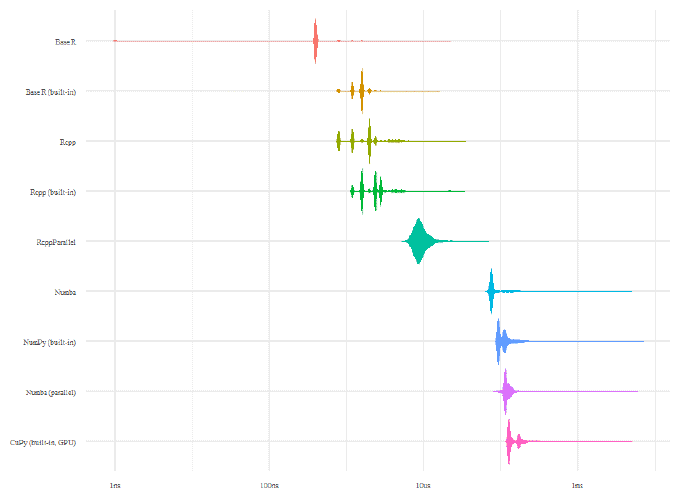 Base R
Base R (built-in)
Rcpp
Rcpp (built-in)
RcppParallel
Numba
NumPy (built-in)
Numba (parallel)
CuPy (built-in, GPU)
1ns 100ns 10us 1ms